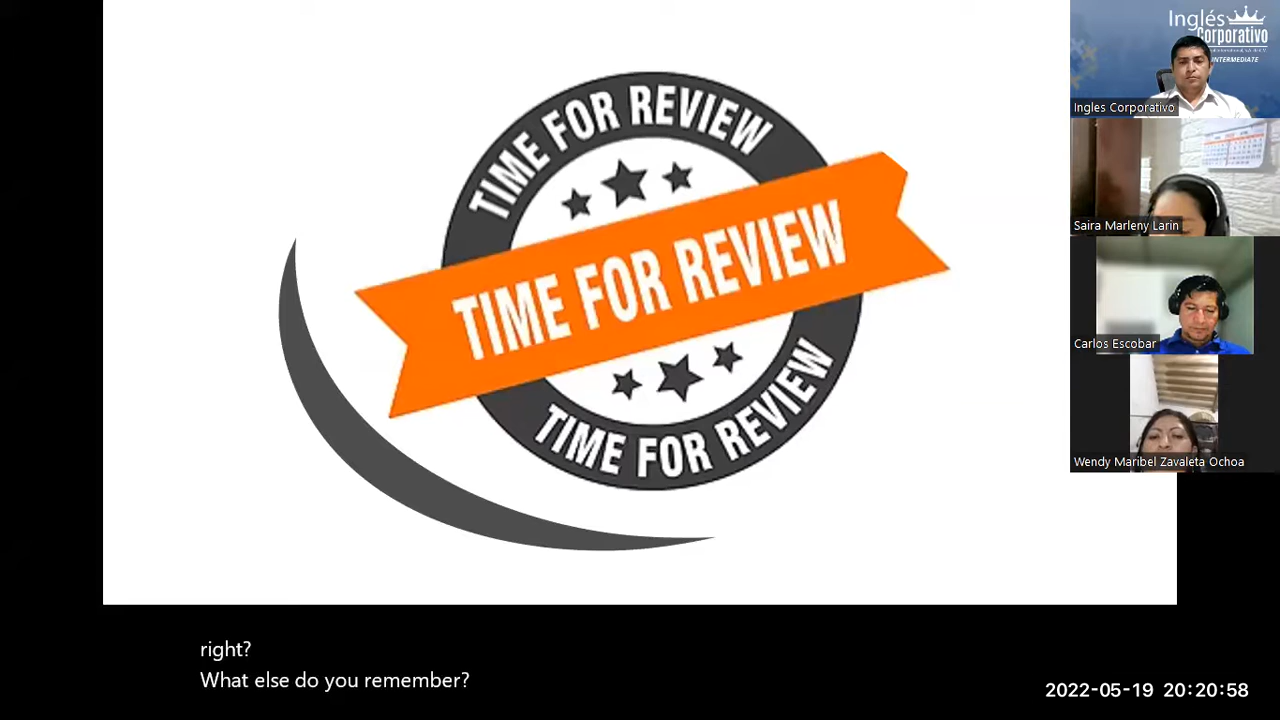 TIME FOR REVIEW
TIME FOR REVIEW
TIME FOR REVIEW
Inglés
Corporativo
INTERMEDIATE
Ingles Corporativo
Saira Marleny Larin
Carlos Escobar
Wendy Maribel Zavaleta Ochoa
right?
What else do you remember?
2022-05-19 20:20:58